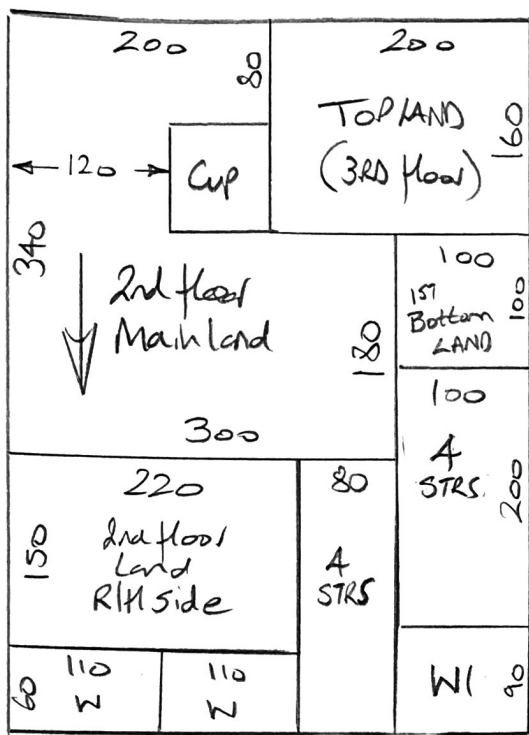 200
80
200
TOP LAND
(3RD floor)
160
120
Cup
340
2nd floor
Main land
180
300
100
1ST
Bottom
LAND
100
100
4
STRS.
200
220
2nd floor
Land
R/H side
150
80
4
STRS
60
110
W
110
W
W1
90